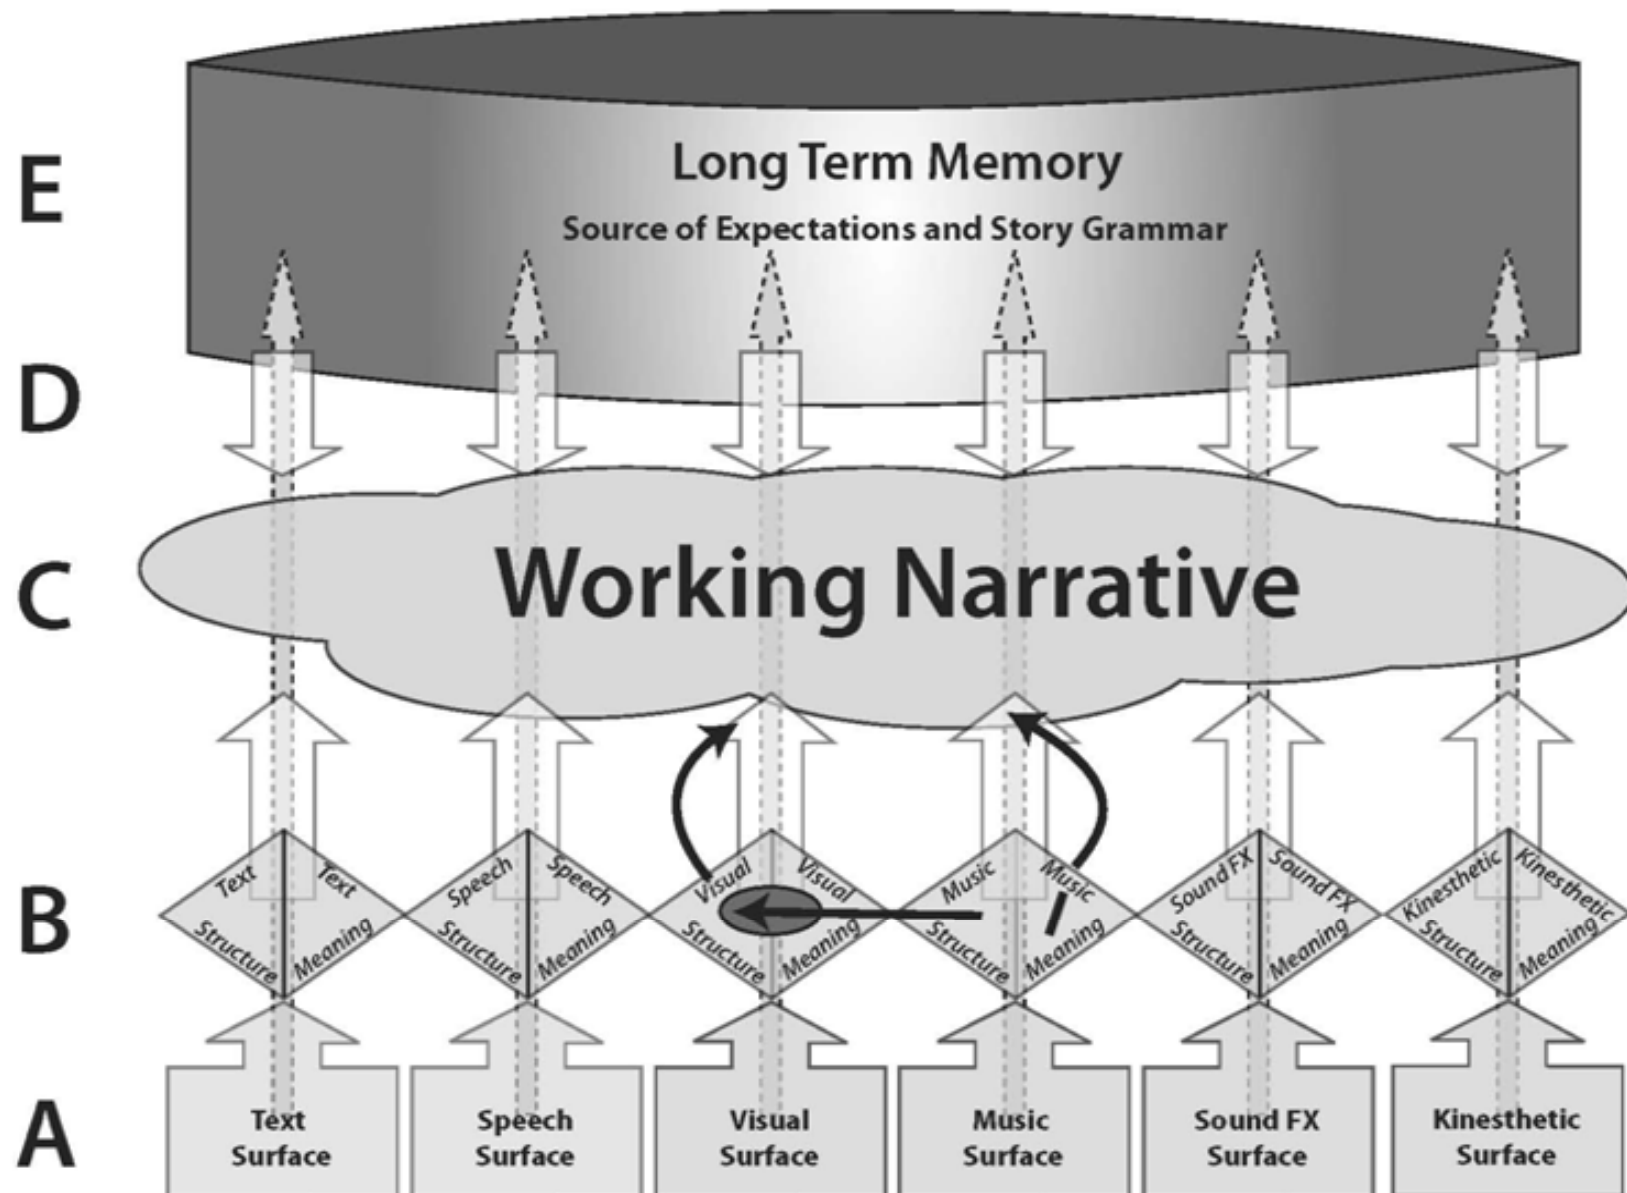 E
Long Term Memory
Source of Expectations and Story Grammar
D
C
Working Narrative
B
Text
Structure
Text
Meaning
Speech
Structure
Speech
Meaning
Visual
Structure
Visual
Meaning
Music
Structure
Music
Meaning
Sound FX
Structure
Sound FX
Meaning
Kinesthetic
Structure
Kinesthetic
Meaning
A
Text
Surface
Speech
Surface
Visual
Surface
Music
Surface
Sound FX
Surface
Kinesthetic
Surface